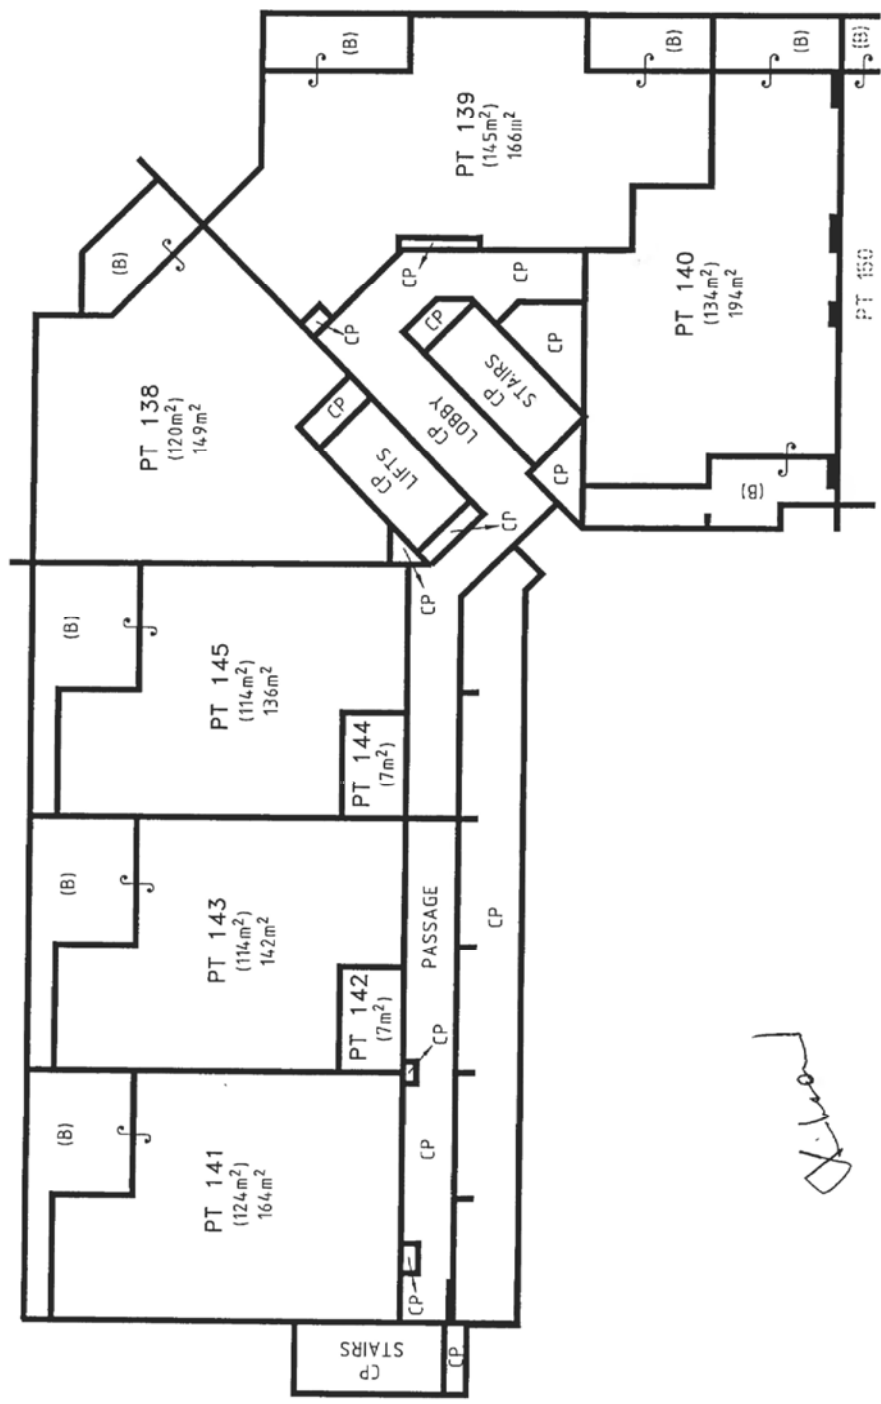 (B)
(B)
(B)
(B)
(B)
PT 141
(124m²)
164m²
PT 143
(114m²)
142m²
PT 145
(114m²)
136m²
PT 138
(120m²)
149m²
PT 142
(7m²)
PT 144
(7m²)
CP
STAIRS
CP
CP
CP
CP
PASSAGE
CP
CP
CP
LIFTS
CP
CP
CP
LOBBY
CP
CP
CP
CP
CP
STAIRS
CP
CP
CP
PT 139
(145m²)
166m²
(B)
PT 140
(134m²)
194m²
(B)
(B)
(B)
PT